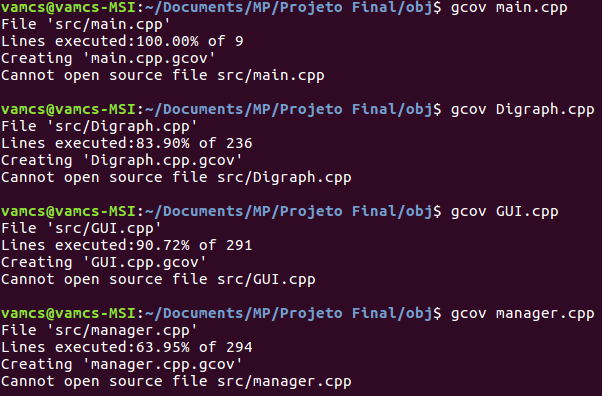 vamcs@vamcs-MSI:~/Documents/MP/Projeto Final/obj$ gcov main.cpp
File 'src/main.cpp'
Lines executed:100.00% of 9
Creating 'main.cpp.gcov'
Cannot open source file src/main.cpp
vamcs@vamcs-MSI:~/Documents/MP/Projeto Final/obj$ gcov Digraph.cpp
File 'src/Digraph.cpp'
Lines executed:83.90% of 236
Creating 'Digraph.cpp.gcov'
Cannot open source file src/Digraph.cpp
vamcs@vamcs-MSI:~/Documents/MP/Projeto Final/obj$ gcov GUI.cpp
File 'src/GUI.cpp'
Lines executed:90.72% of 291
Creating 'GUI.cpp.gcov'
Cannot open source file src/GUI.cpp
vamcs@vamcs-MSI:~/Documents/MP/Projeto Final/obj$ gcov manager.cpp
File 'src/manager.cpp'
Lines executed:63.95% of 294
Creating 'manager.cpp.gcov'
Cannot open source file src/manager.cpp